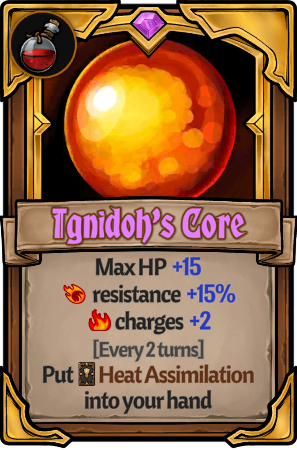 Tgnidoh's Core
Max HP +15
resistance +15%
charges +2
[Every 2 turns]
Put Heat Assimilation
into your hand